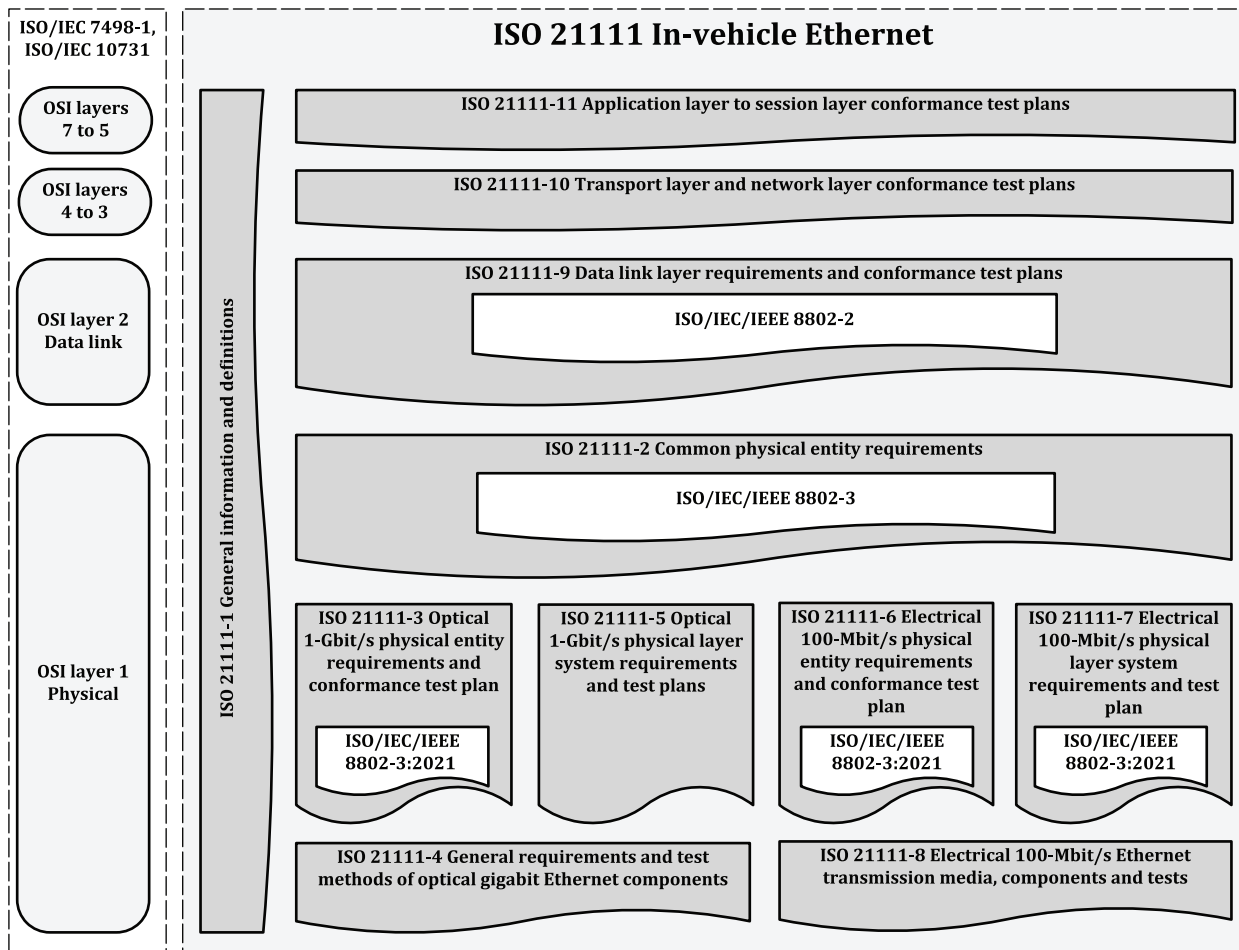 ISO/IEC 7498-1,
ISO/IEC 10731
ISO 21111 In-vehicle Ethernet
OSI layers
7 to 5
OSI layers
4 to 3
OSI layer 2
Data link
OSI layer 1
Physical
ISO 21111-1 General information and definitions
ISO 21111-11 Application layer to session layer conformance test plans
ISO 21111-10 Transport layer and network layer conformance test plans
ISO 21111-9 Data link layer requirements and conformance test plans
ISO/IEC/IEEE 8802-2
ISO 21111-2 Common physical entity requirements
ISO/IEC/IEEE 8802-3
ISO 21111-3 Optical
1-Gbit/s physical entity
requirements and
conformance test plan
ISO/IEC/IEEE
8802-3:2021
ISO 21111-5 Optical
1-Gbit/s physical layer
system requirements
and test plans
ISO 21111-6 Electrical
100-Mbit/s physical
entity requirements
and conformance test
plan
ISO/IEC/IEEE
8802-3:2021
ISO 21111-7 Electrical
100-Mbit/s physical
layer system
requirements and test
plan
ISO/IEC/IEEE
8802-3:2021
ISO 21111-4 General requirements and test
methods of optical gigabit Ethernet components
ISO 21111-8 Electrical 100-Mbit/s Ethernet
transmission media, components and tests